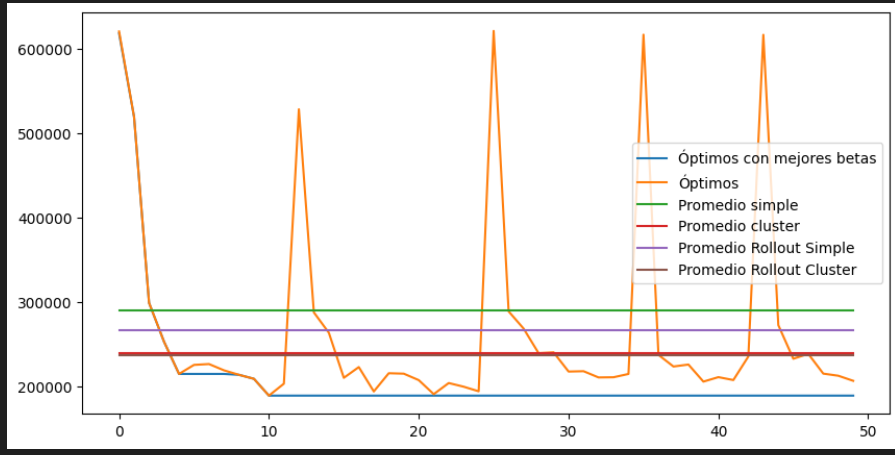 600000
500000
400000
300000
200000
0
10
20
30
40
50
Óptimos con mejores betas
Óptimos
Promedio simple
Promedio cluster
Promedio Rollout Simple
Promedio Rollout Cluster